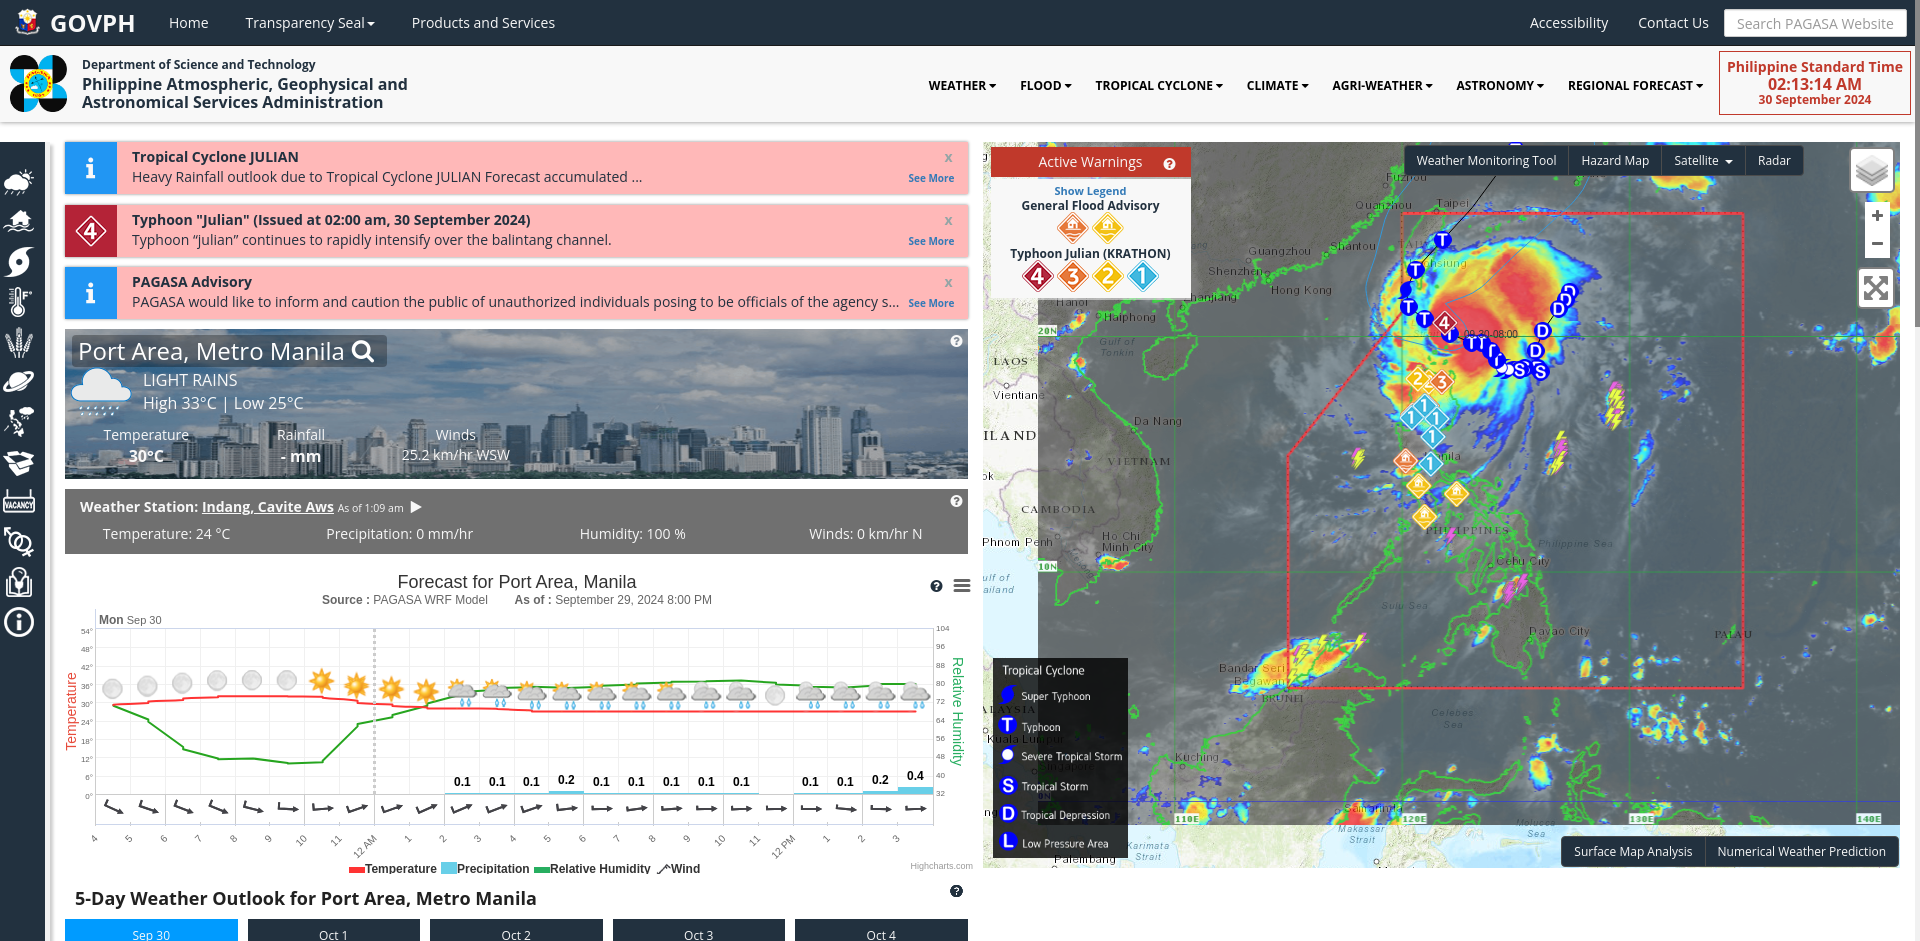 GOVPH
Home
Transparency Seal
Products and Services
Accessibility
Contact Us
Search PAGASA Website
Department of Science and Technology
Philippine Atmospheric, Geophysical and
Astronomical Services Administration
WEATHER
FLOOD
TROPICAL CYCLONE
CLIMATE
AGRI-WEATHER
ASTRONOMY
REGIONAL FORECAST
Philippine Standard Time
02:13:14 AM
30 September 2024
Tropical Cyclone JULIAN
x
Heavy Rainfall outlook due to Tropical Cyclone JULIAN Forecast accumulated ...
See More
4
Typhoon "Julian" (Issued at 02:00 am, 30 September 2024)
x
Typhoon “julian” continues to rapidly intensify over the balintang channel.
See More
PAGASA Advisory
x
PAGASA would like to inform and caution the public of unauthorized individuals posing to be officials of the agency s...
See More
Port Area, Metro Manila
LIGHT RAINS
High 33°C | Low 25°C
Temperature
Rainfall
Winds
30°C
- mm
25.2 km/hr WSW
Weather Station: Indang, Cavite Aws As of 1:09 am
Temperature: 24 °C
Precipitation: 0 mm/hr
Humidity: 100 %
Winds: 0 km/hr N
VACANCY
Forecast for Port Area, Manila
Source : PAGASA WRF Model As of : September 29, 2024 8:00 PM
Mon Sep 30
Temperature
54°
48°
42°
36°
30°
24°
18°
12°
6°
0°
104
96
88
80
72
64
56
48
40
32
Relative Humidity
0.1 0.1 0.1 0.2 0.1 0.1 0.1 0.1 0.1 0.1 0.1 0.2 0.4
4 5 6 7 8 9 10 11 12 AM 1 2 3 4 5 6 7 8 9 10 11 12 PM 1 2 3
Temperature Precipitation Relative Humidity Wind
Highcharts.com
5-Day Weather Outlook for Port Area, Metro Manila
Sep 30
Oct 1
Oct 2
Oct 3
Oct 4
Active Warnings
Show Legend
General Flood Advisory
Typhoon Julian (KRATHON)
4 3 2 1
Weather Monitoring Tool
Hazard Map
Satellite
Radar
+
−
Fuzhou
Quanzhou
Taipei
Guangzhou
Shantou
Shenzhen
Hong Kong
Zhanjiang
Hanoi
Haiphong
20N
Gulf of
Tonkin
LAOS
Vientiane
09-30-08:00
Da Nang
VIETNAM
Manila
CAMBODIA
Phnom Penh
Ho Chi
Minh City
PHILIPPINES
Philippine Sea
Cebu City
10N
Sulu Sea
Davao City
PALAU
Bandar Seri
Begawan
BRUNEI
Celebes
Sea
Kuala Lumpur
Kuching
Samarinda
110E
120E
130E
140E
Makassar
Strait
Molucca
Sea
Karimata
Strait
Palembang
Tropical Cyclone
Super Typhoon
T Typhoon
Severe Tropical Storm
S Tropical Storm
D Tropical Depression
L Low Pressure Area
Surface Map Analysis
Numerical Weather Prediction